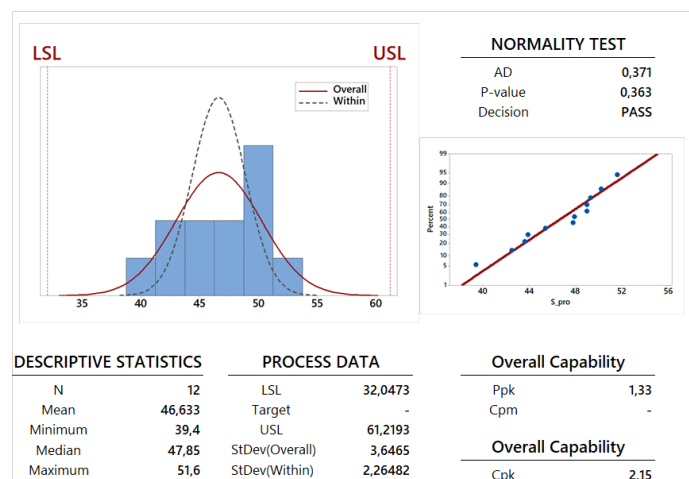 LSL
USL
Overall
Within
35 40 45 50 55 60
NORMALITY TEST
AD 0,371
P-value 0,363
Decision PASS
99
95
90
80
70
60
50
40
30
20
10
5
1
Percent
40 44 48 52 56
S_pro
DESCRIPTIVE STATISTICS
N 12
Mean 46,633
Minimum 39,4
Median 47,85
Maximum 51,6
PROCESS DATA
LSL 32,0473
Target -
USL 61,2193
StDev(Overall) 3,6465
StDev(Within) 2,26482
Overall Capability
Ppk 1,33
Cpm -
Overall Capability
Cpk 2,15